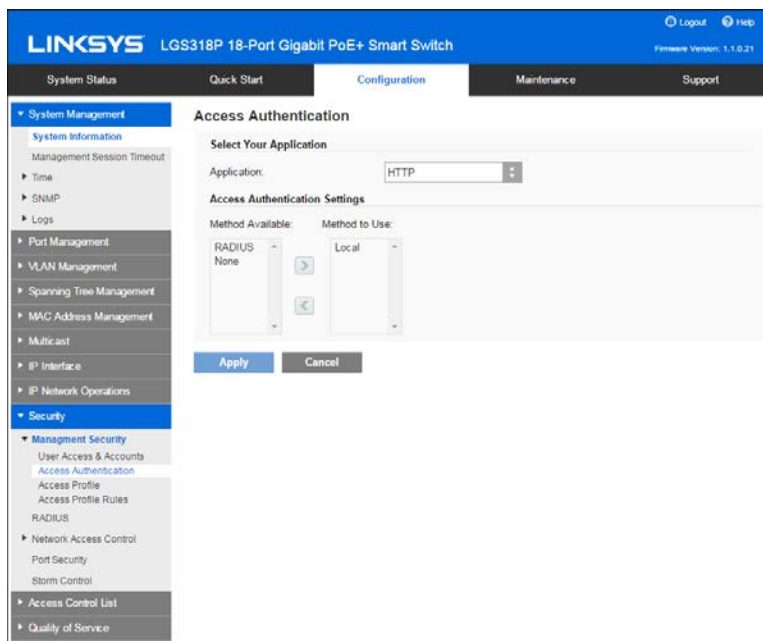 Logout Help
LINKSYS LGS318P 18-Port Gigabit PoE+ Smart Switch
Firmware Version: 1.1.0.21
System Status Quick Start Configuration Maintenance Support
System Management
System Information
Management Session Timeout
Time
SNMP
Logs
Port Management
VLAN Management
Spanning Tree Management
MAC Address Management
Multicast
IP Interface
IP Network Operations
Security
Managment Security
User Access & Accounts
Access Authentication
Access Profile
Access Profile Rules
RADIUS
Network Access Control
Port Security
Storm Control
Access Control List
Quality of Service
Access Authentication
Select Your Application
Application: HTTP
Access Authentication Settings
Method Available: Method to Use:
RADIUS Local
None
Apply Cancel